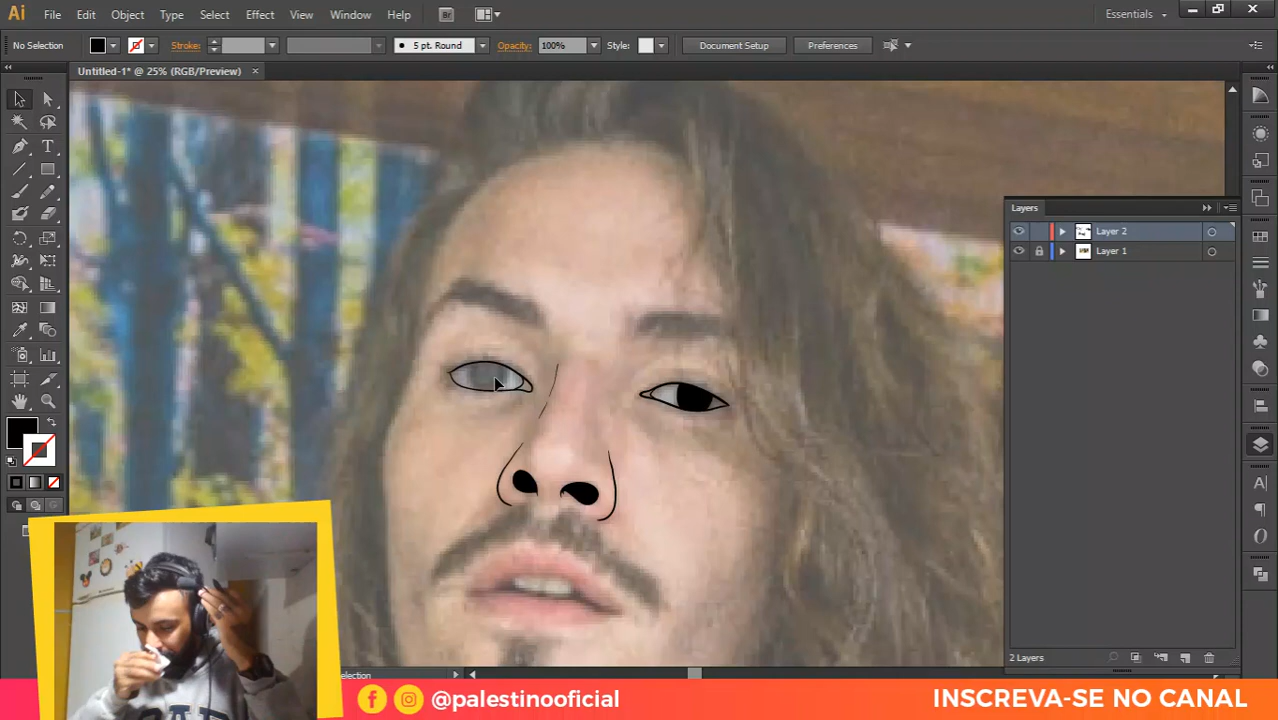 Ai File Edit Object Type Select Effect View Window Help Br Essentials
No Selection Stroke: 5 pt. Round Opacity: 100% Style: Document Setup Preferences
Untitled-1* @ 25% (RGB/Preview)
Layers
Layer 2
Layer 1
2 Layers
@palestinooficial INSCREVA-SE NO CANAL